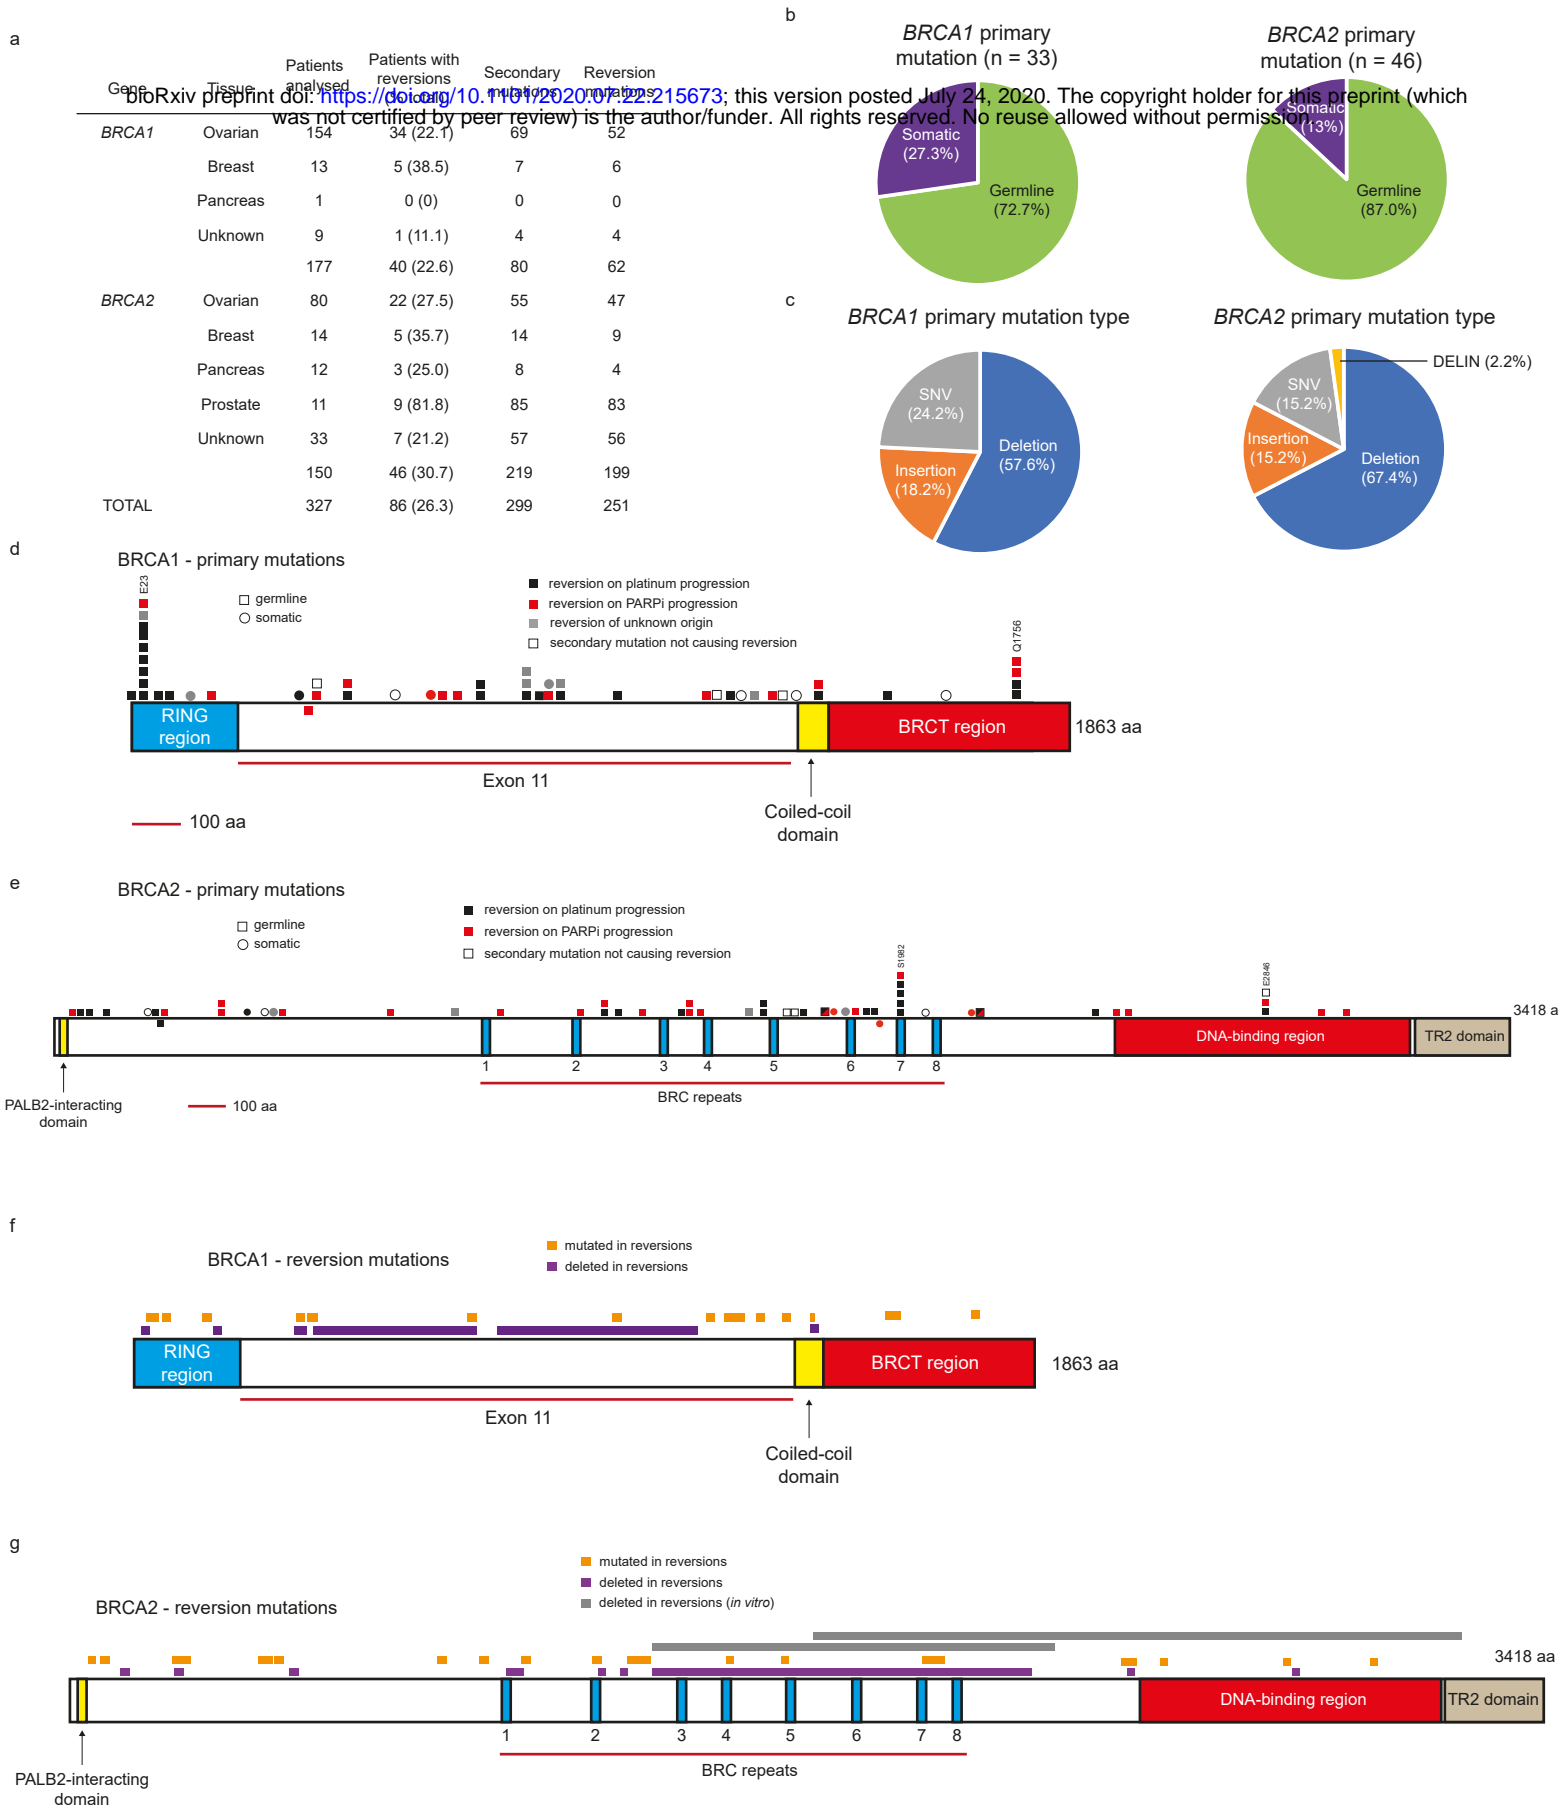 a
Gene Tissue Patients analysed Patients with reversions (% total) Secondary mutations Reversion mutations
bioRxiv preprint doi: https://doi.org/10.1101/2020.07.22.215673; this version posted July 24, 2020. The copyright holder for this preprint (which
was not certified by peer review) is the author/funder. All rights reserved. No reuse allowed without permission.
BRCA1 Ovarian 154 34 (22.1) 69 52
Breast 13 5 (38.5) 7 6
Pancreas 1 0 (0) 0 0
Unknown 9 1 (11.1) 4 4
177 40 (22.6) 80 62
BRCA2 Ovarian 80 22 (27.5) 55 47
Breast 14 5 (35.7) 14 9
Pancreas 12 3 (25.0) 8 4
Prostate 11 9 (81.8) 85 83
Unknown 33 7 (21.2) 57 56
150 46 (30.7) 219 199
TOTAL 327 86 (26.3) 299 251
b
BRCA1 primary
mutation (n = 33)
Somatic
(27.3%)
Germline
(72.7%)
BRCA2 primary
mutation (n = 46)
Somatic
(13%)
Germline
(87.0%)
c
BRCA1 primary mutation type
SNV
(24.2%)
Insertion
(18.2%)
Deletion
(57.6%)
BRCA2 primary mutation type
DELIN (2.2%)
SNV
(15.2%)
Insertion
(15.2%)
Deletion
(67.4%)
d
BRCA1 - primary mutations
E23
germline
somatic
reversion on platinum progression
reversion on PARPi progression
reversion of unknown origin
secondary mutation not causing reversion
Q1756
RING
region
BRCT region
1863 aa
Exon 11
Coiled-coil
domain
100 aa
e
BRCA2 - primary mutations
germline
somatic
reversion on platinum progression
reversion on PARPi progression
secondary mutation not causing reversion
S1982
E2846
3418 a
DNA-binding region
TR2 domain
1 2 3 4 5 6 7 8
BRC repeats
PALB2-interacting
domain
100 aa
f
BRCA1 - reversion mutations
mutated in reversions
deleted in reversions
RING
region
BRCT region
1863 aa
Exon 11
Coiled-coil
domain
g
BRCA2 - reversion mutations
mutated in reversions
deleted in reversions
deleted in reversions (in vitro)
3418 aa
DNA-binding region
TR2 domain
1 2 3 4 5 6 7 8
BRC repeats
PALB2-interacting
domain